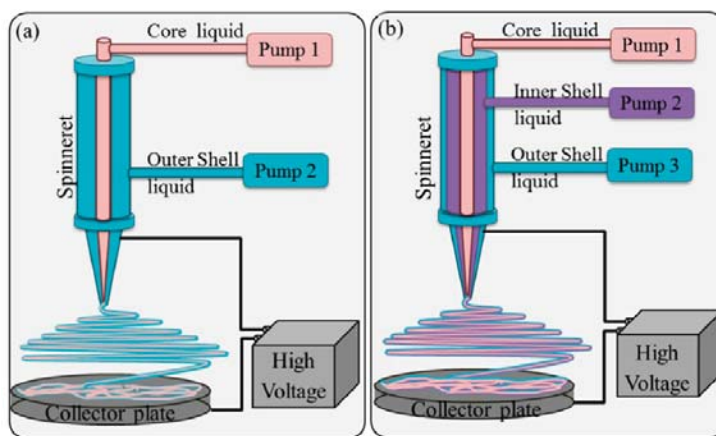 (a)
Core liquid
Pump 1
Spinneret
Outer Shell
liquid
Pump 2
High
Voltage
Collector plate
(b)
Core liquid
Pump 1
Inner Shell
liquid
Pump 2
Spinneret
Outer Shell
liquid
Pump 3
High
Voltage
Collector plate